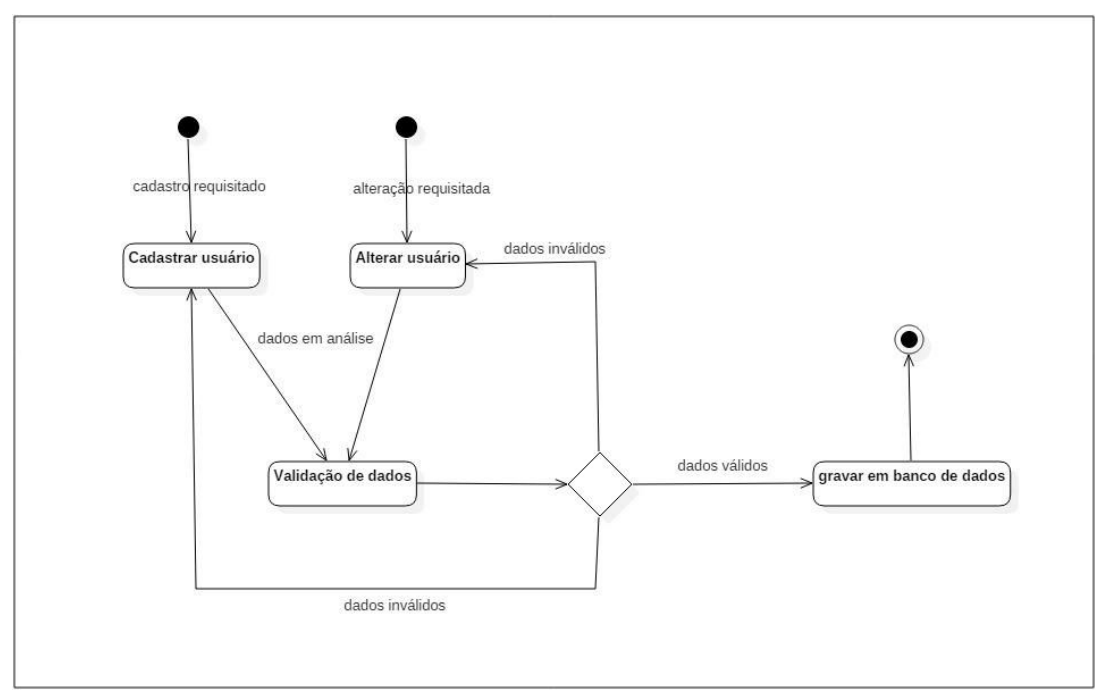 cadastro requisitado
alteração requisitada
Cadastrar usuário
Alterar usuário
dados inválidos
dados em análise
Validação de dados
dados válidos
gravar em banco de dados
dados inválidos